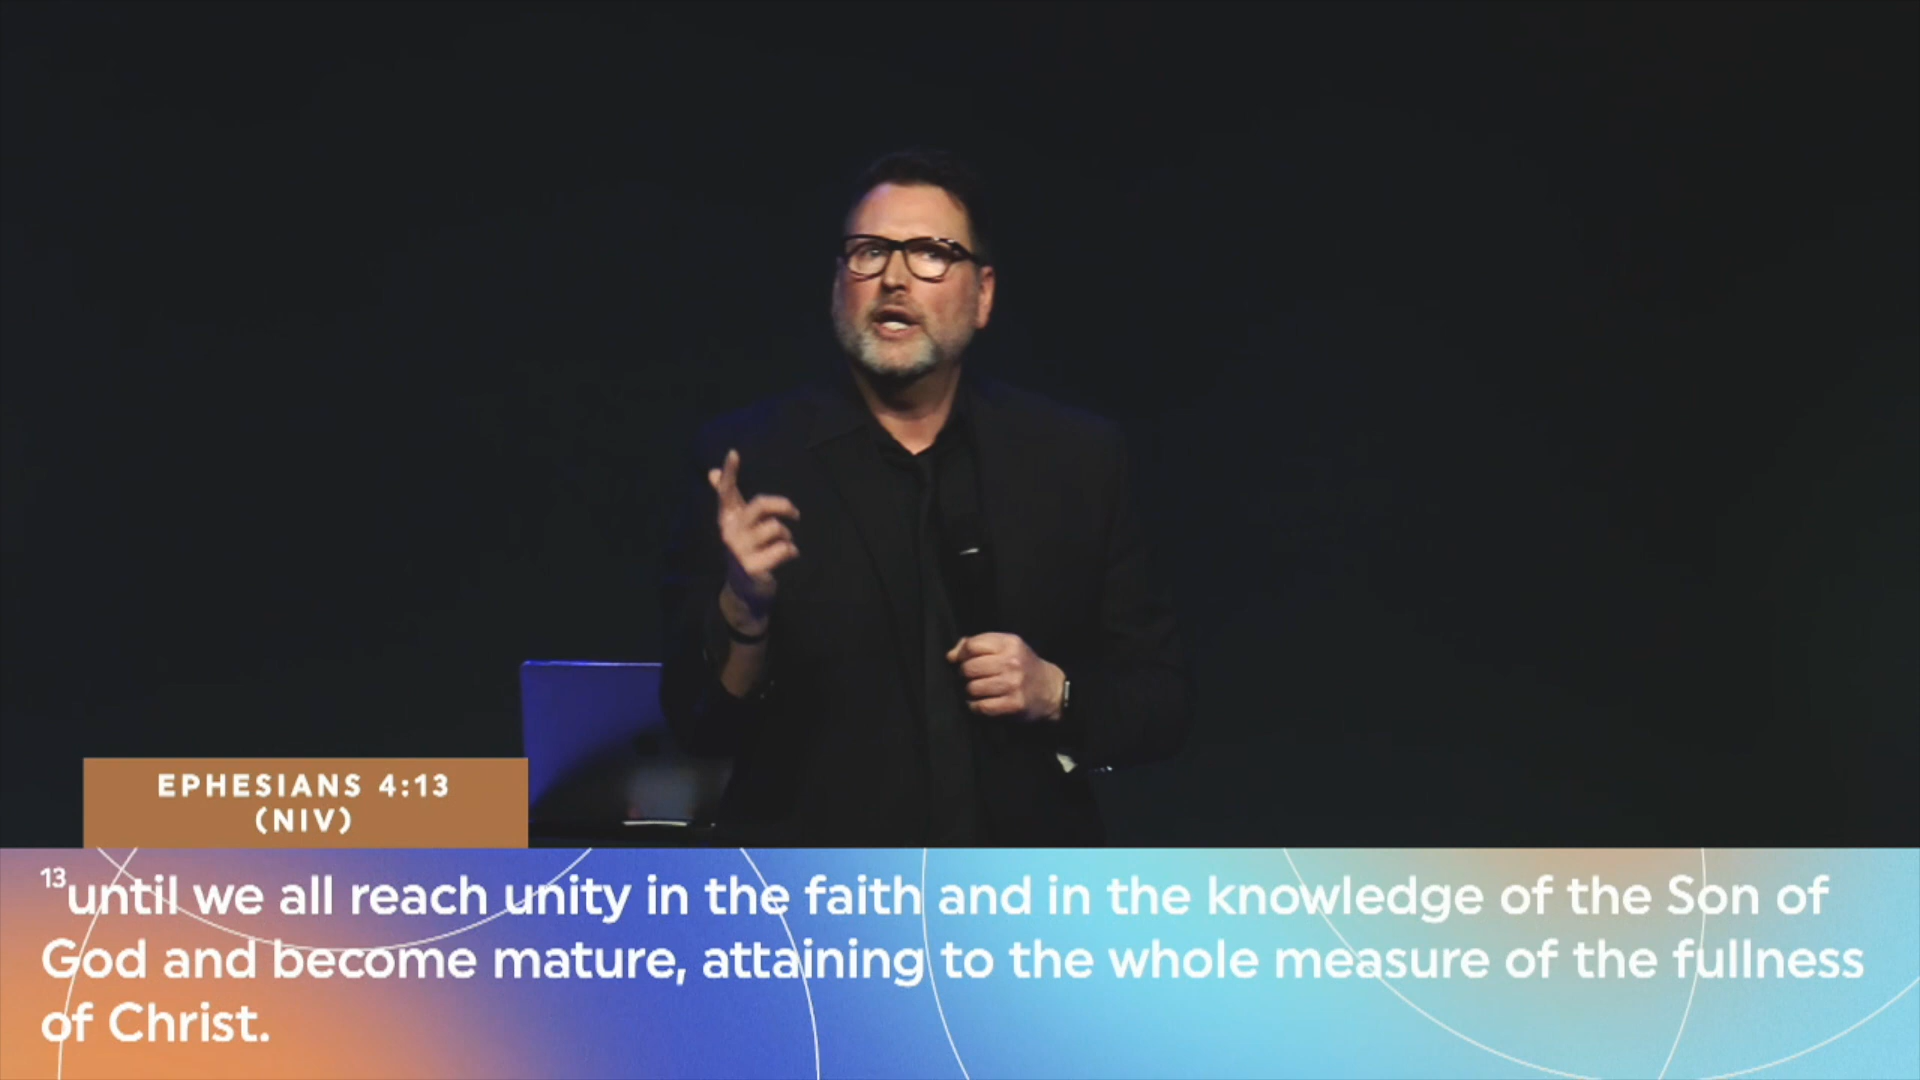 EPHESIANS 4:13
(NIV)
13until we all reach unity in the faith and in the knowledge of the Son of
God and become mature, attaining to the whole measure of the fullness
of Christ.